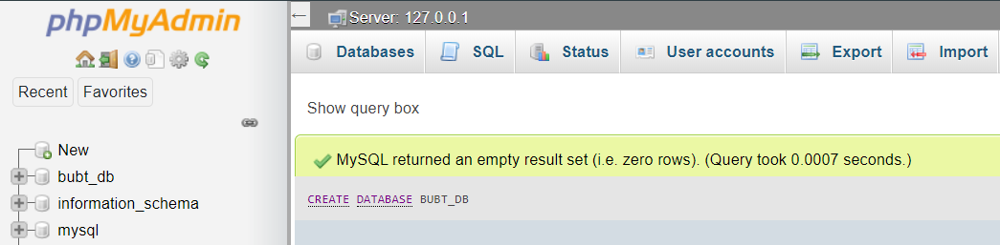 phpMyAdmin
Recent Favorites
New
bubt_db
information_schema
mysql
← Server: 127.0.0.1
Databases SQL Status User accounts Export Import
Show query box
MySQL returned an empty result set (i.e. zero rows). (Query took 0.0007 seconds.)
CREATE DATABASE BUBT_DB